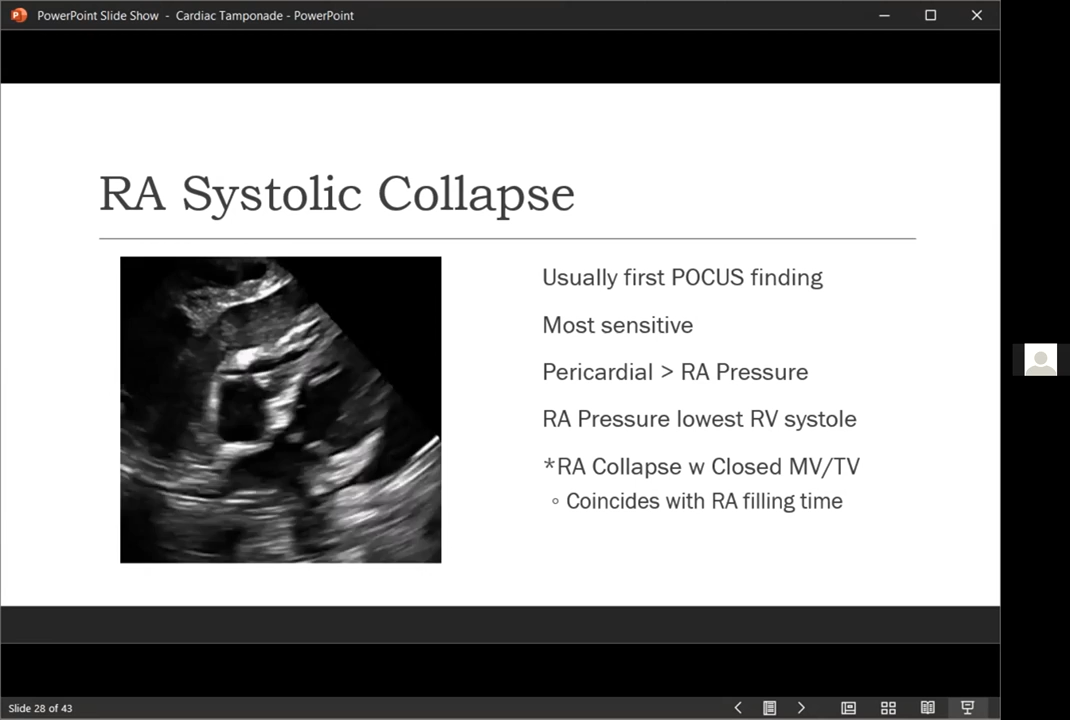 PowerPoint Slide Show - Cardiac Tamponade - PowerPoint
RA Systolic Collapse
Usually first POCUS finding
Most sensitive
Pericardial > RA Pressure
RA Pressure lowest RV systole
*RA Collapse w Closed MV/TV
◦ Coincides with RA filling time
Slide 28 of 43